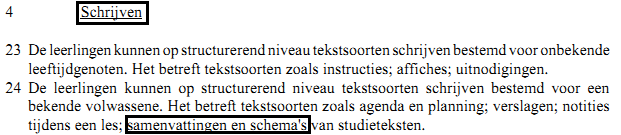 4 Schrijven
23 De leerlingen kunnen op structurerend niveau tekstsoorten schrijven bestemd voor onbekende
leeftijdgenoten. Het betreft tekstsoorten zoals instructies; affiches; uitnodigingen.
24 De leerlingen kunnen op structurerend niveau tekstsoorten schrijven bestemd voor een
bekende volwassene. Het betreft tekstsoorten zoals agenda en planning; verslagen; notities
tijdens een les; samenvattingen en schema's van studieteksten.